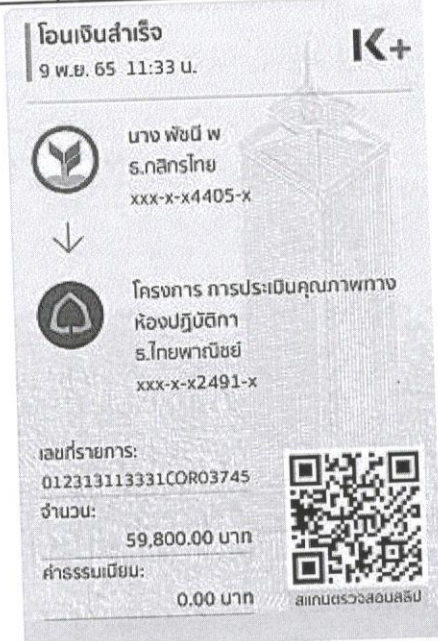 โอนเงินสำเร็จ
9 พ.ย. 65 11:33 น.
K+
นาง พัชนี พ
ธ.กสิกรไทย
xxx-x-x4405-x
โครงการ การประเมินคุณภาพทาง
ห้องปฏิบัติกา
ธ.ไทยพาณิชย์
xxx-x-x2491-x
เลขที่รายการ:
012313113331COR03745
จำนวน:
59,800.00 บาท
ค่าธรรมเนียม:
0.00 บาท
สแกนตรวจสอบสลิป